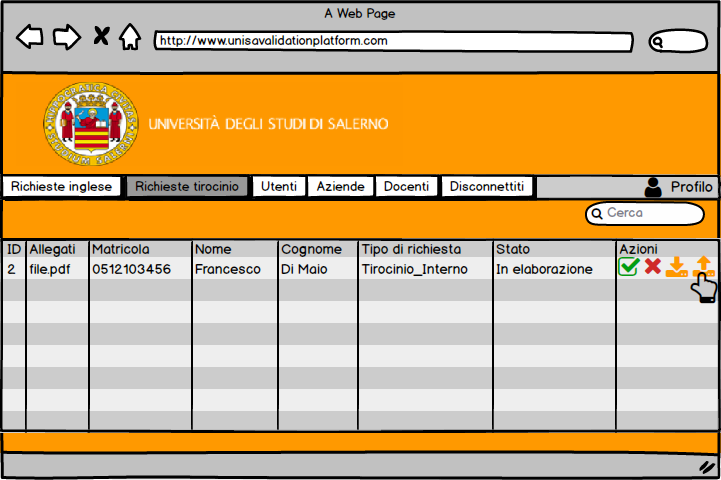 A Web Page
http://www.unisavalidationplatform.com
UNIVERSITÀ DEGLI STUDI DI SALERNO
Richieste inglese Richieste tirocinio Utenti Aziende Docenti Disconnettiti Profilo
Cerca
ID Allegati Matricola Nome Cognome Tipo di richiesta Stato Azioni
2 file.pdf 0512103456 Francesco Di Maio Tirocinio_Interno In elaborazione